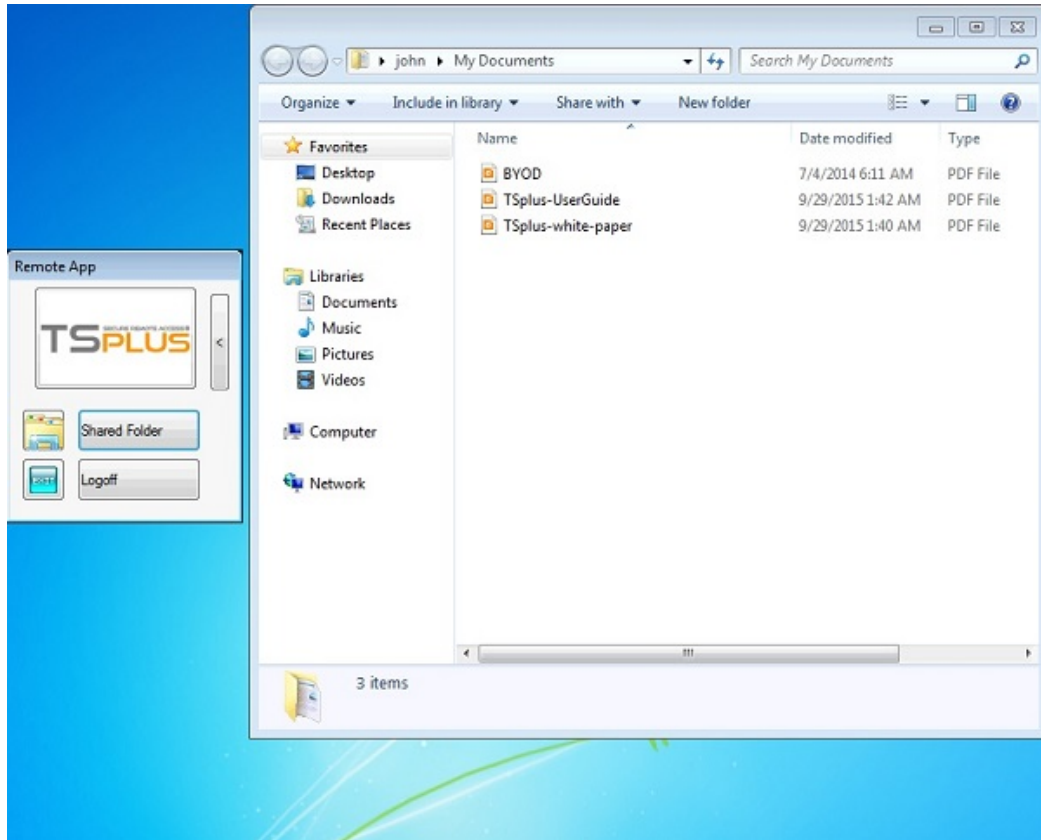 john ▸ My Documents
Search My Documents
Organize
Include in library
Share with
New folder
Favorites
Desktop
Downloads
Recent Places
Libraries
Documents
Music
Pictures
Videos
Computer
Network
Name
Date modified
Type
BYOD
7/4/2014 6:11 AM
PDF File
TSplus-UserGuide
9/29/2015 1:42 AM
PDF File
TSplus-white-paper
9/29/2015 1:40 AM
PDF File
3 items
Remote App
TSPLUS
SECURE REMOTE ACCESS
<
Shared Folder
Logoff